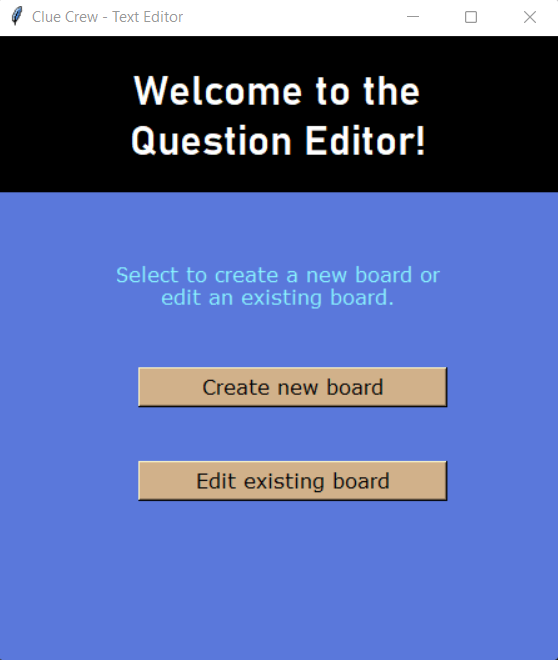 Clue Crew - Text Editor
Welcome to the
Question Editor!
Select to create a new board or
edit an existing board.
Create new board
Edit existing board